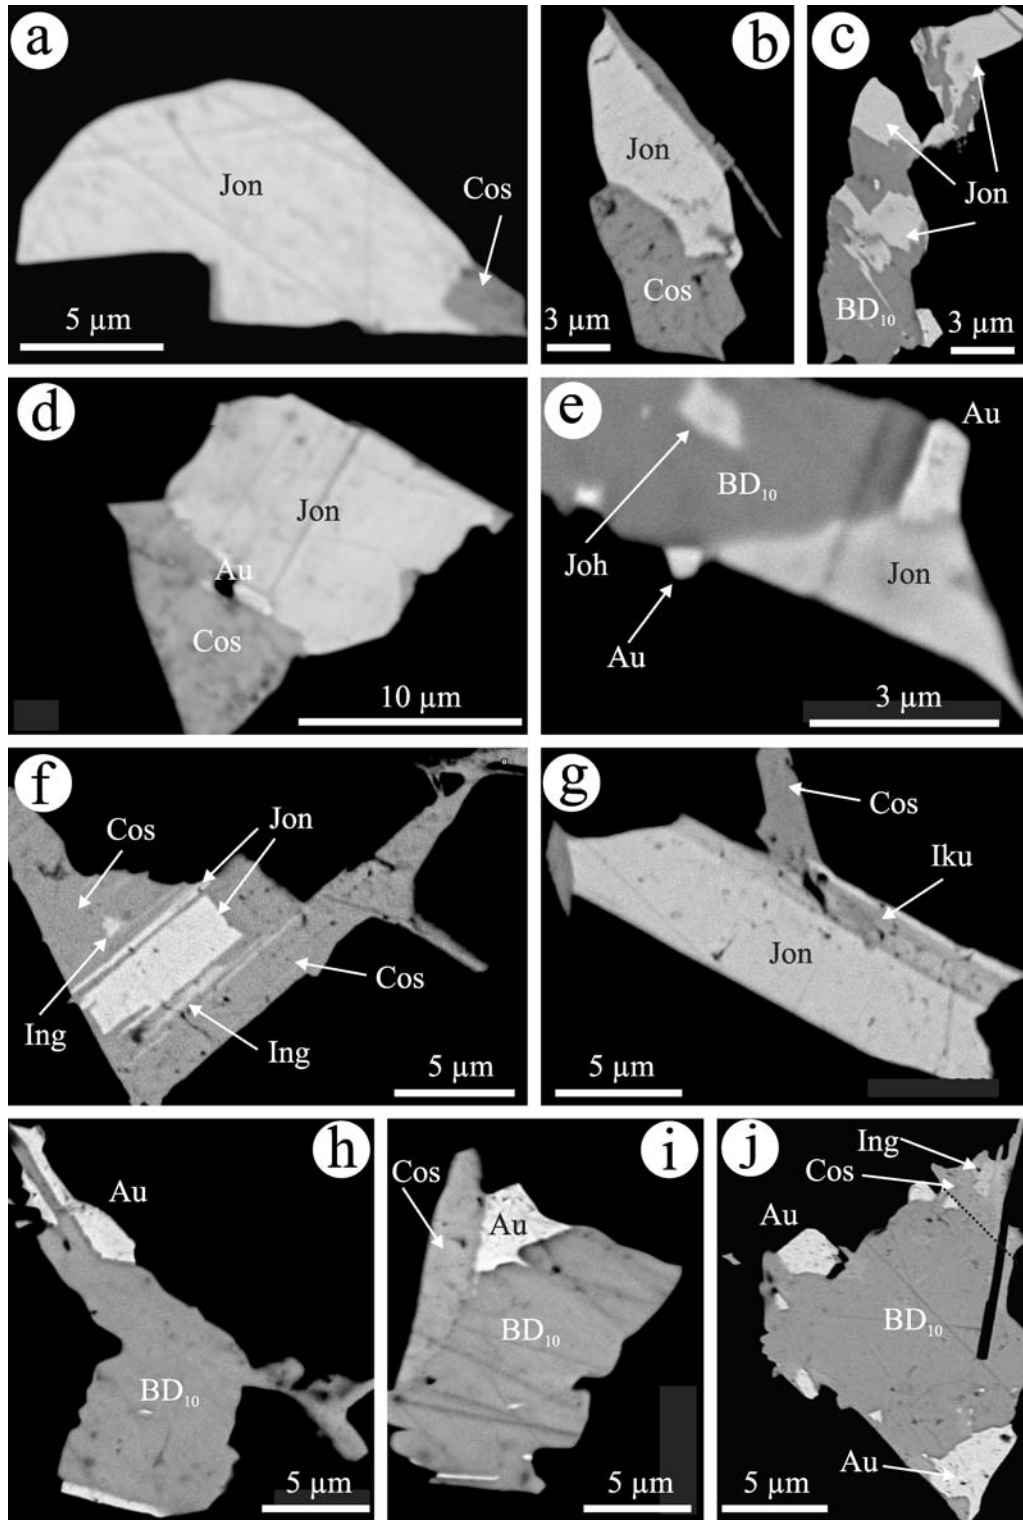 a
Jon
Cos
5 µm
b
Jon
Cos
3 µm
c
Jon
BD₁₀
3 µm
d
Jon
Au
Cos
10 µm
e
Au
BD₁₀
Joh
Jon
Au
3 µm
f
Cos
Jon
Cos
Ing
Ing
5 µm
g
Cos
Iku
Jon
5 µm
h
Au
BD₁₀
5 µm
i
Cos
Au
BD₁₀
5 µm
j
Ing
Cos
Au
BD₁₀
Au
5 µm